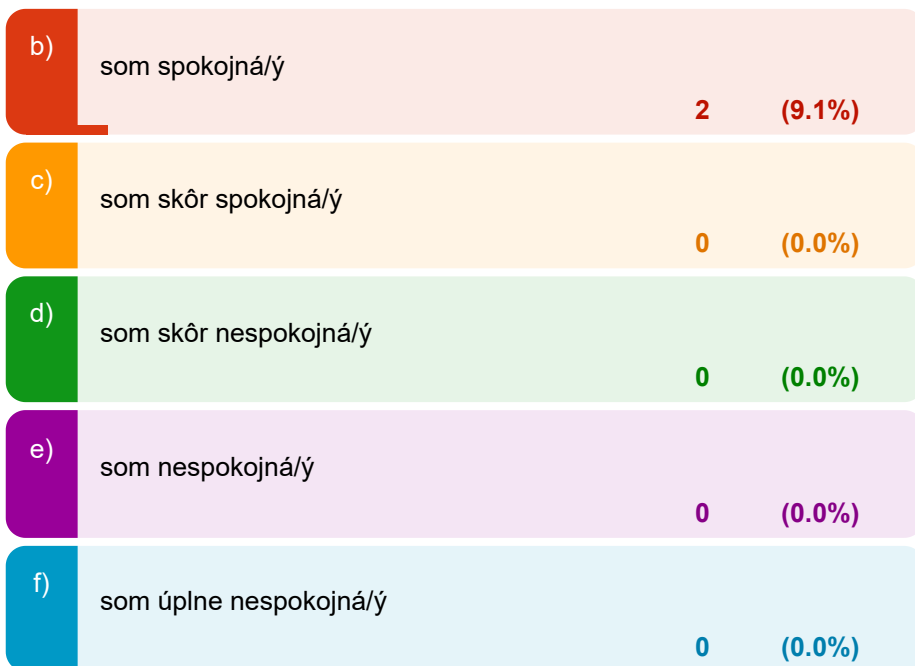 b)
som spokojná/ý
2 (9.1%)
c)
som skôr spokojná/ý
0 (0.0%)
d)
som skôr nespokojná/ý
0 (0.0%)
e)
som nespokojná/ý
0 (0.0%)
f)
som úplne nespokojná/ý
0 (0.0%)